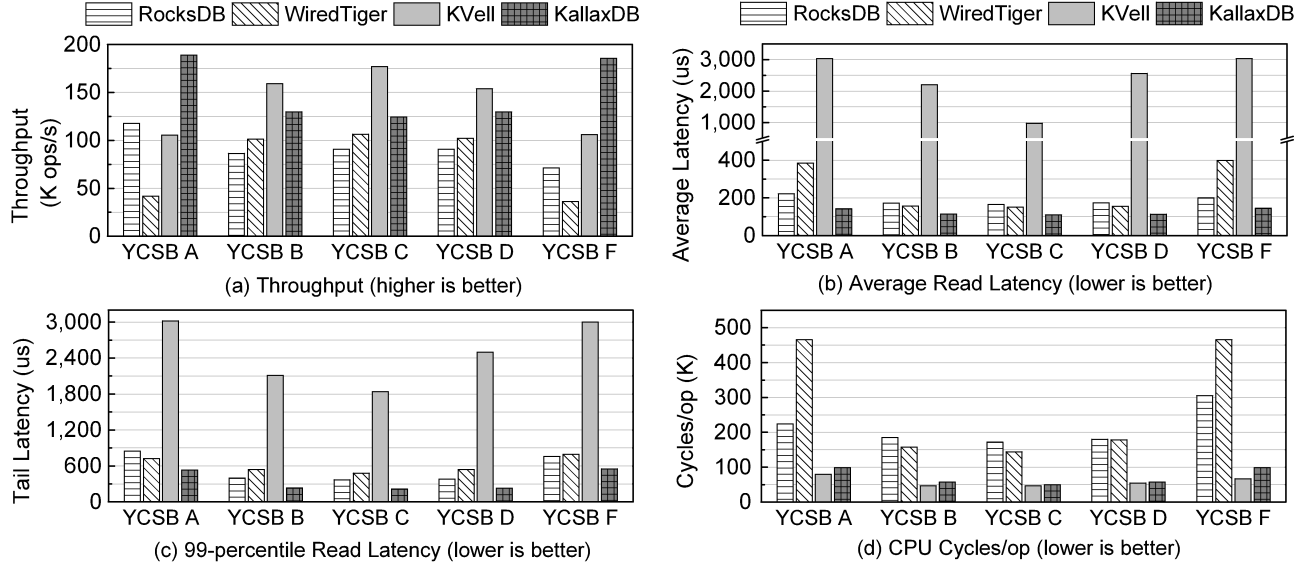 RocksDB WiredTiger KVell KallaxDB
Throughput
(K ops/s)
200
150
100
50
0
YCSB A YCSB B YCSB C YCSB D YCSB F
(a) Throughput (higher is better)
RocksDB WiredTiger KVell KallaxDB
Average Latency (us)
3,000
2,000
1,000
400
200
0
YCSB A YCSB B YCSB C YCSB D YCSB F
(b) Average Read Latency (lower is better)
Tail Latency (us)
3,000
2,400
1,800
1,200
600
0
YCSB A YCSB B YCSB C YCSB D YCSB F
(c) 99-percentile Read Latency (lower is better)
Cycles/op (K)
500
400
300
200
100
0
YCSB A YCSB B YCSB C YCSB D YCSB F
(d) CPU Cycles/op (lower is better)